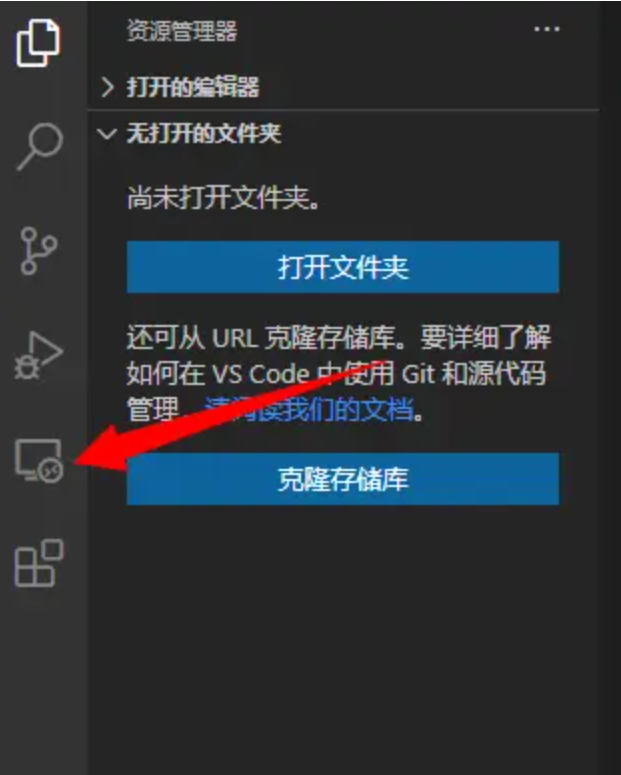 资源管理器
打开的编辑器
无打开的文件夹
尚未打开文件夹。
打开文件夹
还可从 URL 克隆存储库。要详细了解
如何在 VS Code 中使用 Git 和源代码
管理，请阅读我们的文档。
克隆存储库